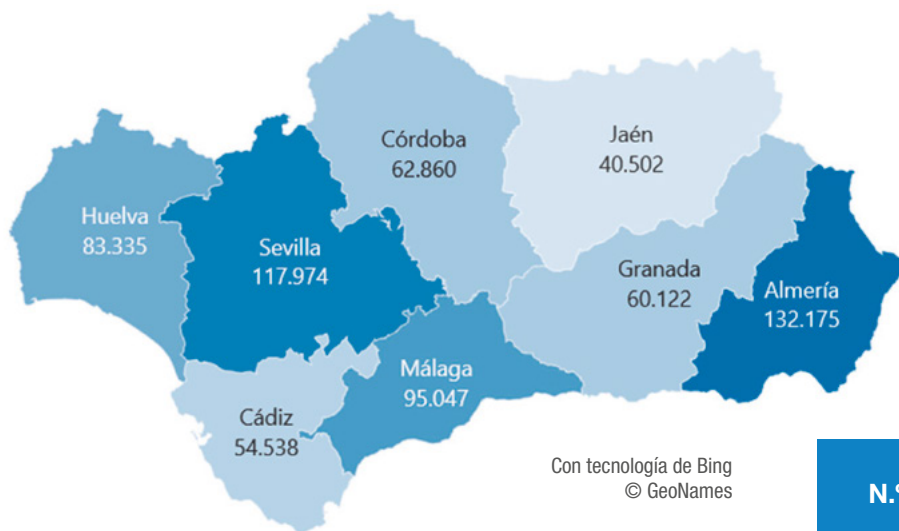 Córdoba
62.860
Jaén
40.502
Huelva
83.335
Sevilla
117.974
Granada
60.122
Almería
132.175
Málaga
95.047
Cádiz
54.538
Con tecnología de Bing
© GeoNames
N.º